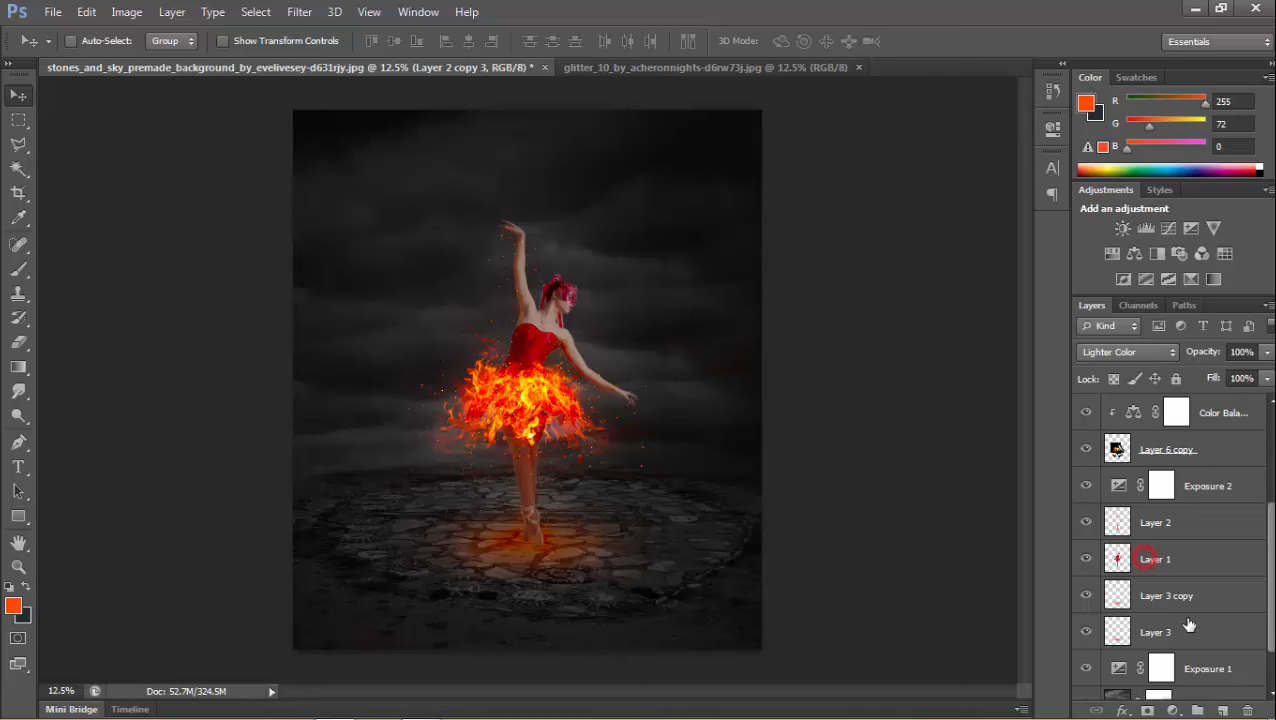 Ps File Edit Image Layer Type Select Filter 3D View Window Help
Auto-Select: Group Show Transform Controls 3D Mode: Essentials
stones_and_sky_premade_background_by_evelivesey-d631rjy.jpg @ 12.5% (Layer 2 copy 3, RGB/8) * × glitter_10_by_acheronnights-d6rw73j.jpg @ 12.5% (RGB/8) ×
Color Swatches
R 255
G 72
B 0
Adjustments Styles
Add an adjustment
Layers Channels Paths
Kind
Lighter Color Opacity: 100%
Lock: Fill: 100%
Color Bala...
Layer 6 copy
Exposure 2
Layer 2
Layer 1
Layer 3 copy
Layer 3
Exposure 1
12.5% Doc: 52.7M/324.5M
Mini Bridge Timeline